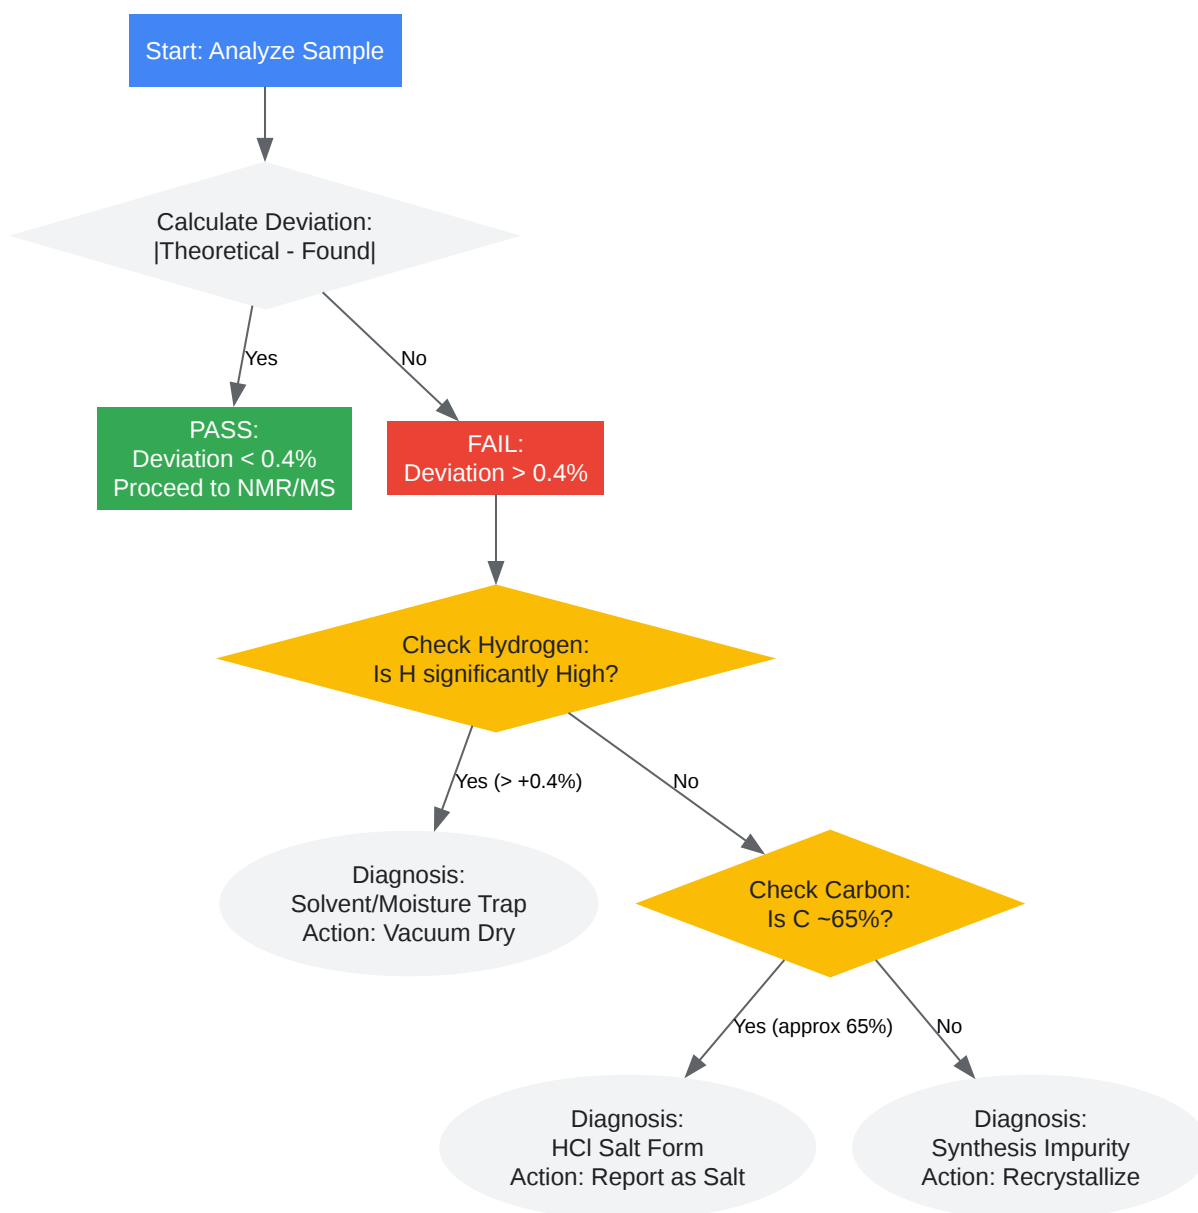 Start: Analyze Sample
Calculate Deviation:
|Theoretical - Found|
Yes
No
PASS:
Deviation < 0.4%
Proceed to NMR/MS
FAIL:
Deviation > 0.4%
Check Hydrogen:
Is H significantly High?
Yes (> +0.4%)
No
Diagnosis:
Solvent/Moisture Trap
Action: Vacuum Dry
Check Carbon:
Is C ~65%?
Yes (approx 65%)
No
Diagnosis:
HCl Salt Form
Action: Report as Salt
Diagnosis:
Synthesis Impurity
Action: Recrystallize